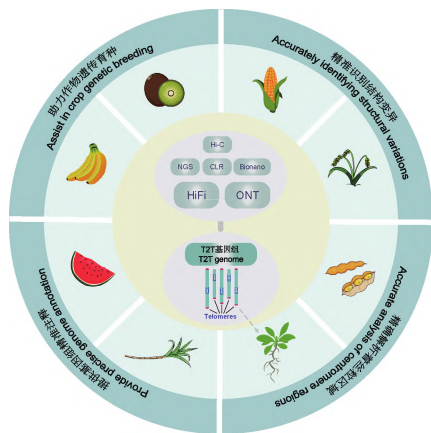 助力作物遗传育种
Assist in crop genetic breeding
精准识别结构变异
Accurately identifying structural variations
Hi-C
NGS
CLR
Bionano
HiFi
ONT
T2T基因组
T2T genome
Telomeres
提供基因组精准注释
Provide precise genome annotation
精确解析着丝粒区域
Accurate analysis of centromere regions